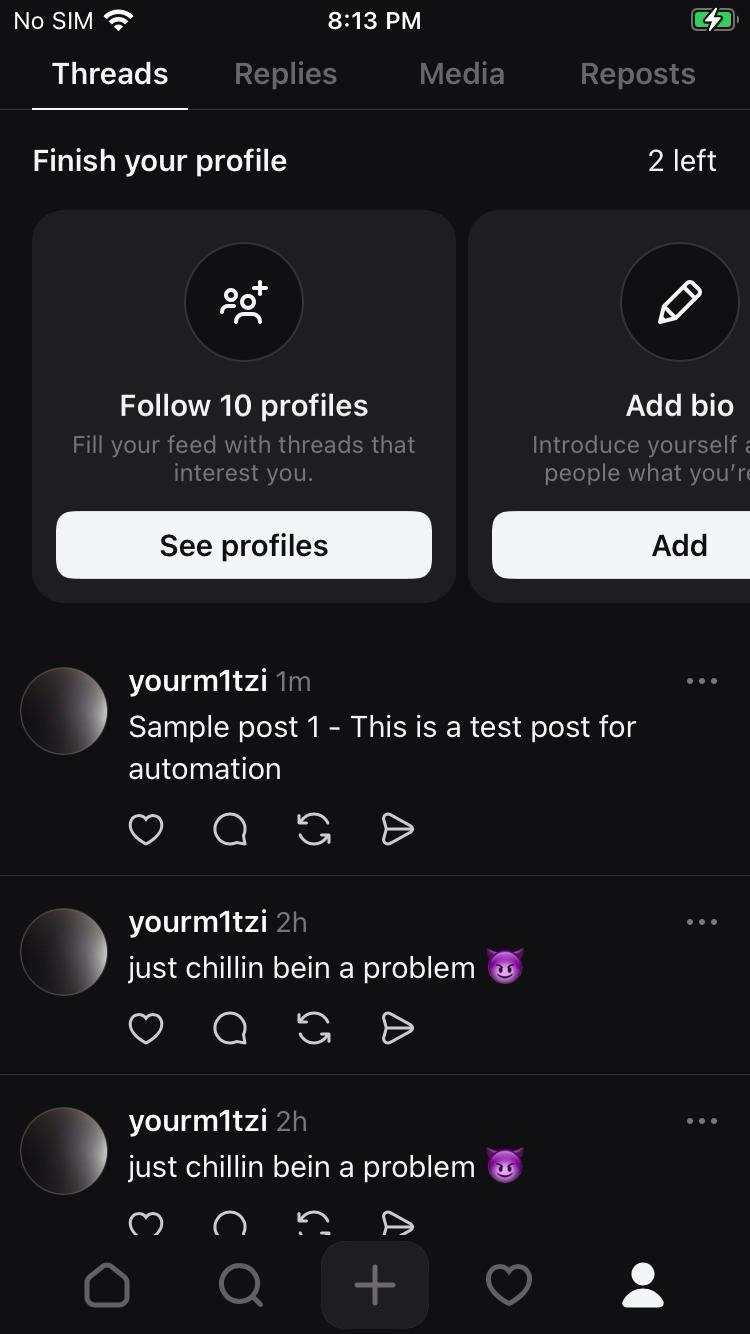 No SIM 8:13 PM
Threads Replies Media Reposts
Finish your profile 2 left
Follow 10 profiles
Fill your feed with threads that
interest you.
See profiles
Add bio
Introduce yourself
people what you’re
Add
yourm1tzi 1m
Sample post 1 - This is a test post for
automation
yourm1tzi 2h
just chillin bein a problem 😈
yourm1tzi 2h
just chillin bein a problem 😈